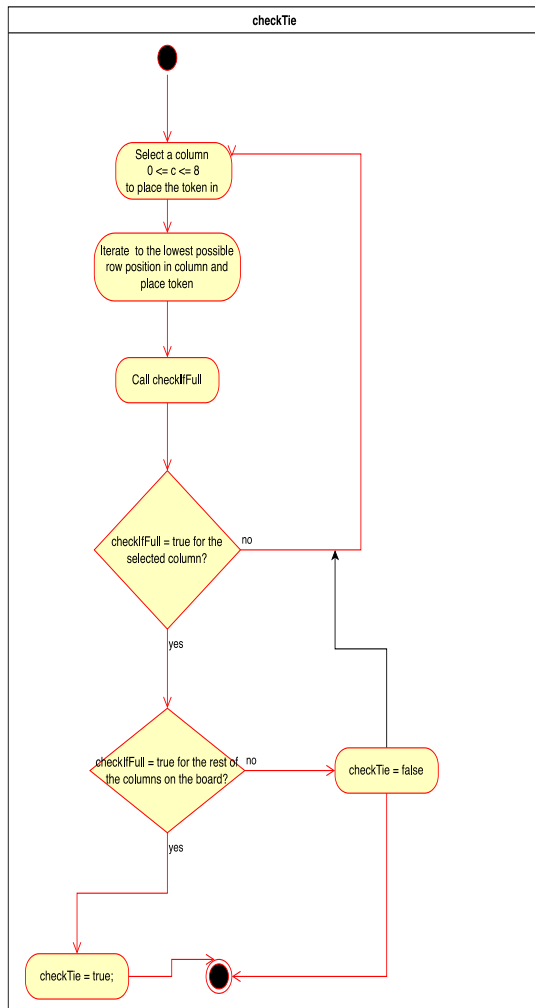 checkTie
Select a column
0 <= c <= 8
to place the token in
Iterate to the lowest possible
row position in column and
place token
Call checkIfFull
checkIfFull = true for the
selected column?
no
yes
checkIfFull = true for the rest of
the columns on the board?
no
checkTie = false
yes
checkTie = true;